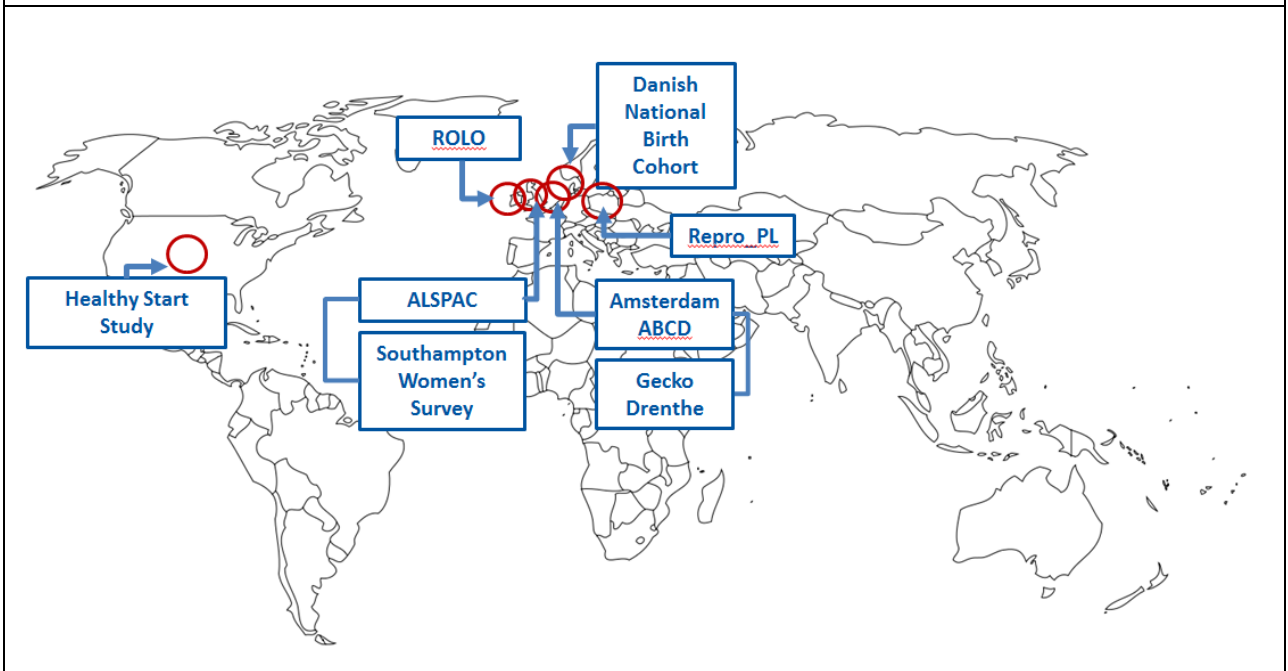 Danish
National
Birth
Cohort
ROLO
Repro_PL
Healthy Start
Study
ALSPAC
Southampton
Women's
Survey
Amsterdam
ABCD
Gecko
Drenthe